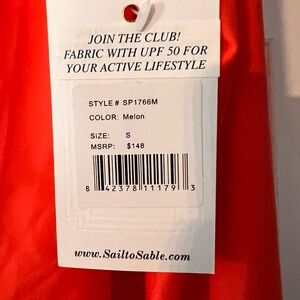 JOIN THE CLUB!
FABRIC WITH UPF 50 FOR
YOUR ACTIVE LIFESTYLE
STYLE # SP1766M
COLOR: Melon
SIZE: S
MSRP: $148
8 42378 11179 3
www.SailtoSable.com